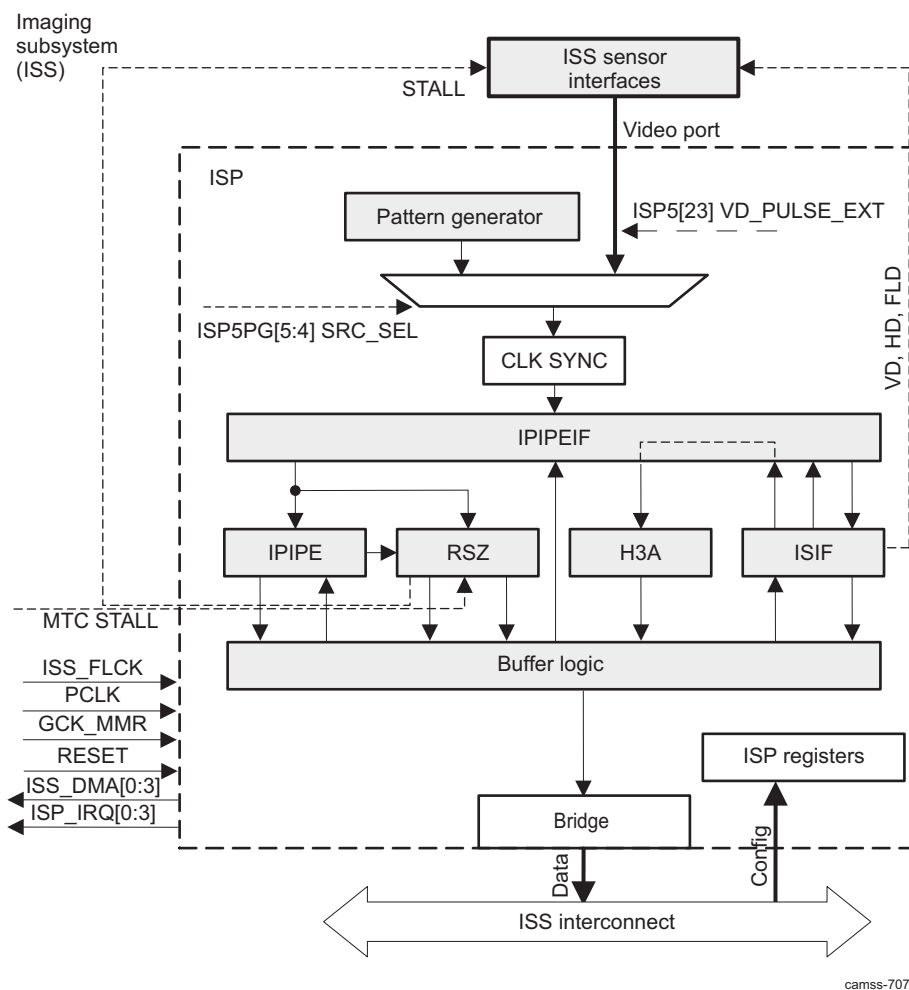 Imaging
subsystem
(ISS)
ISS sensor
interfaces
STALL
Video port
ISP
Pattern generator
ISP5[23] VD_PULSE_EXT
ISP5PG[5:4] SRC_SEL
VD, HD, FLD
CLK SYNC
IPIPEIF
IPIPE
RSZ
H3A
ISIF
MTC STALL
Buffer logic
ISS_FLCK
PCLK
GCK_MMR
RESET
ISS_DMA[0:3]
ISP_IRQ[0:3]
ISP registers
Bridge
Data
Config
ISS interconnect
camss-707